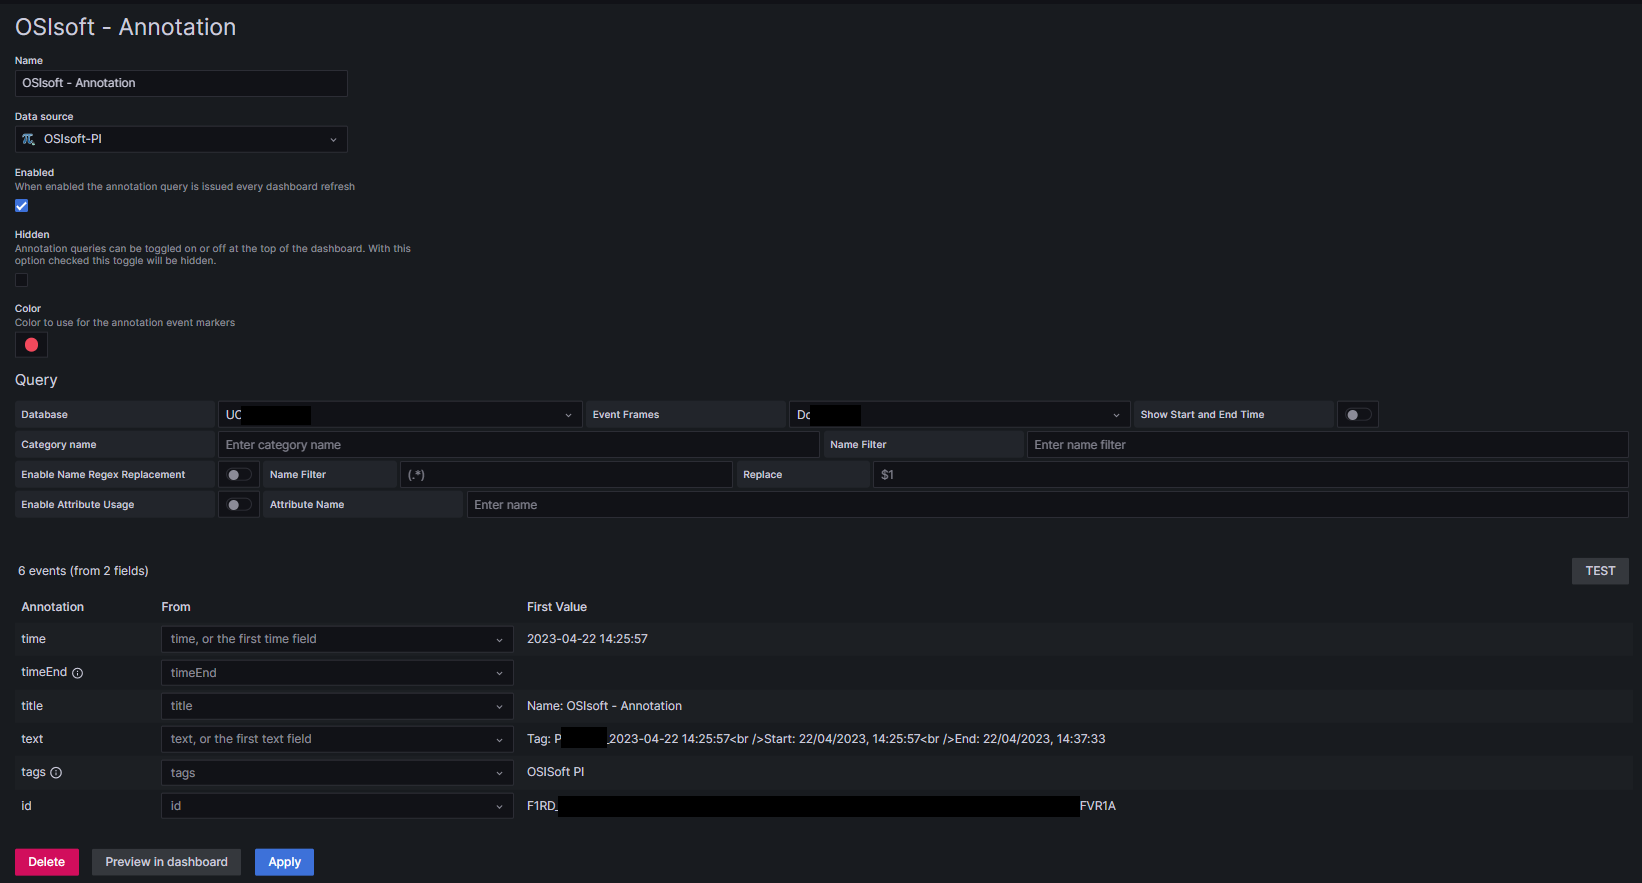 OSIsoft - Annotation
Name
OSIsoft - Annotation
Data source
OSIsoft-PI
Enabled
When enabled the annotation query is issued every dashboard refresh
Hidden
Annotation queries can be toggled on or off at the top of the dashboard. With this
option checked this toggle will be hidden.
Color
Color to use for the annotation event markers
Query
Database UC Event Frames Do Show Start and End Time
Category name Enter category name Name Filter Enter name filter
Enable Name Regex Replacement Name Filter (.*) Replace $1
Enable Attribute Usage Attribute Name Enter name
6 events (from 2 fields) TEST
Annotation From First Value
time time, or the first time field 2023-04-22 14:25:57
timeEnd timeEnd
title title Name: OSIsoft - Annotation
text text, or the first text field Tag: P _2023-04-22 14:25:57<br />Start: 22/04/2023, 14:25:57<br />End: 22/04/2023, 14:37:33
tags tags OSISoft PI
id id F1RD_ FVR1A
Delete Preview in dashboard Apply